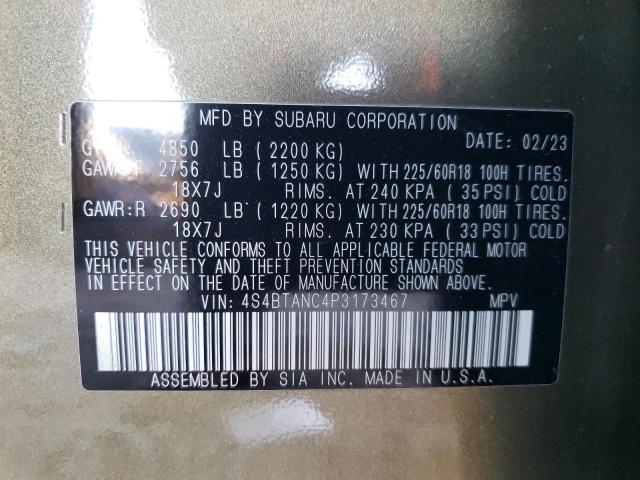 MFD BY SUBARU CORPORATION
DATE: 02/23
4850 LB (2200 KG)
GAWR:F 2756 LB (1250 KG) WITH 225/60R18 100H TIRES.
18X7J RIMS. AT 240 KPA (35 PSI) COLD
GAWR:R 2690 LB (1220 KG) WITH 225/60R18 100H TIRES.
18X7J RIMS. AT 230 KPA (33 PSI) COLD
THIS VEHICLE CONFORMS TO ALL APPLICABLE FEDERAL MOTOR
VEHICLE SAFETY AND THEFT PREVENTION STANDARDS
IN EFFECT ON THE DATE OF MANUFACTURE SHOWN ABOVE.
VIN: 4S4BTANC4P3173467 MPV
ASSEMBLED BY SIA INC. MADE IN U.S.A.